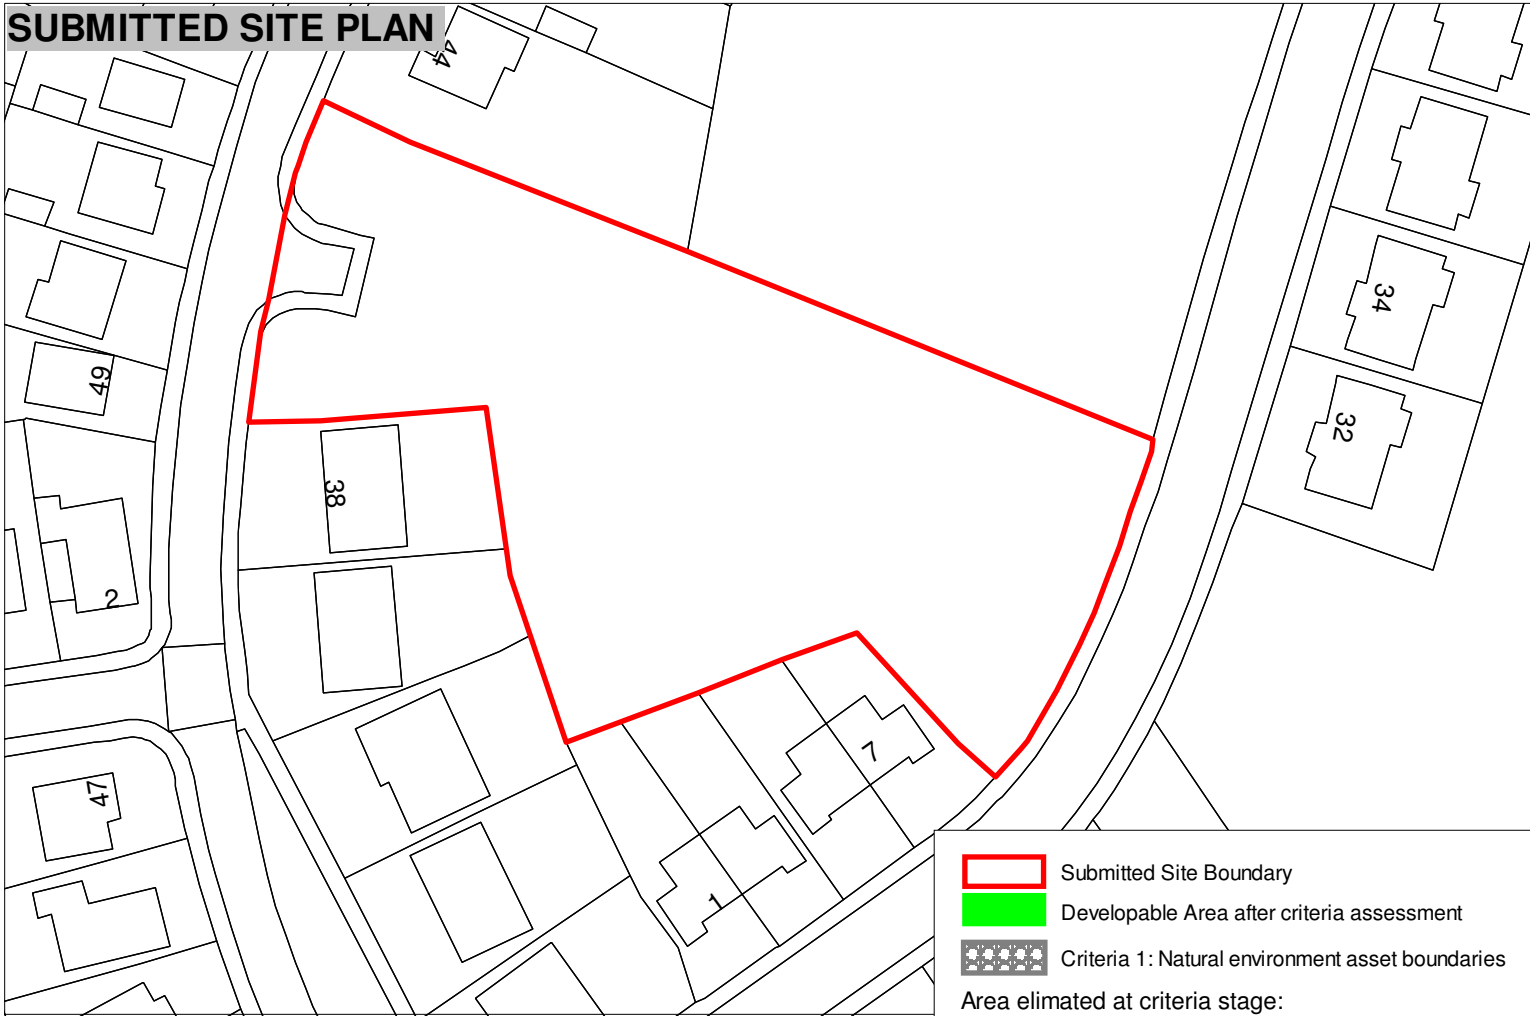 SUBMITTED SITE PLAN
44
34
49
32
38
2
7
47
1
Submitted Site Boundary
Developable Area after criteria assessment
Criteria 1: Natural environment asset boundaries
Area elimated at criteria stage: